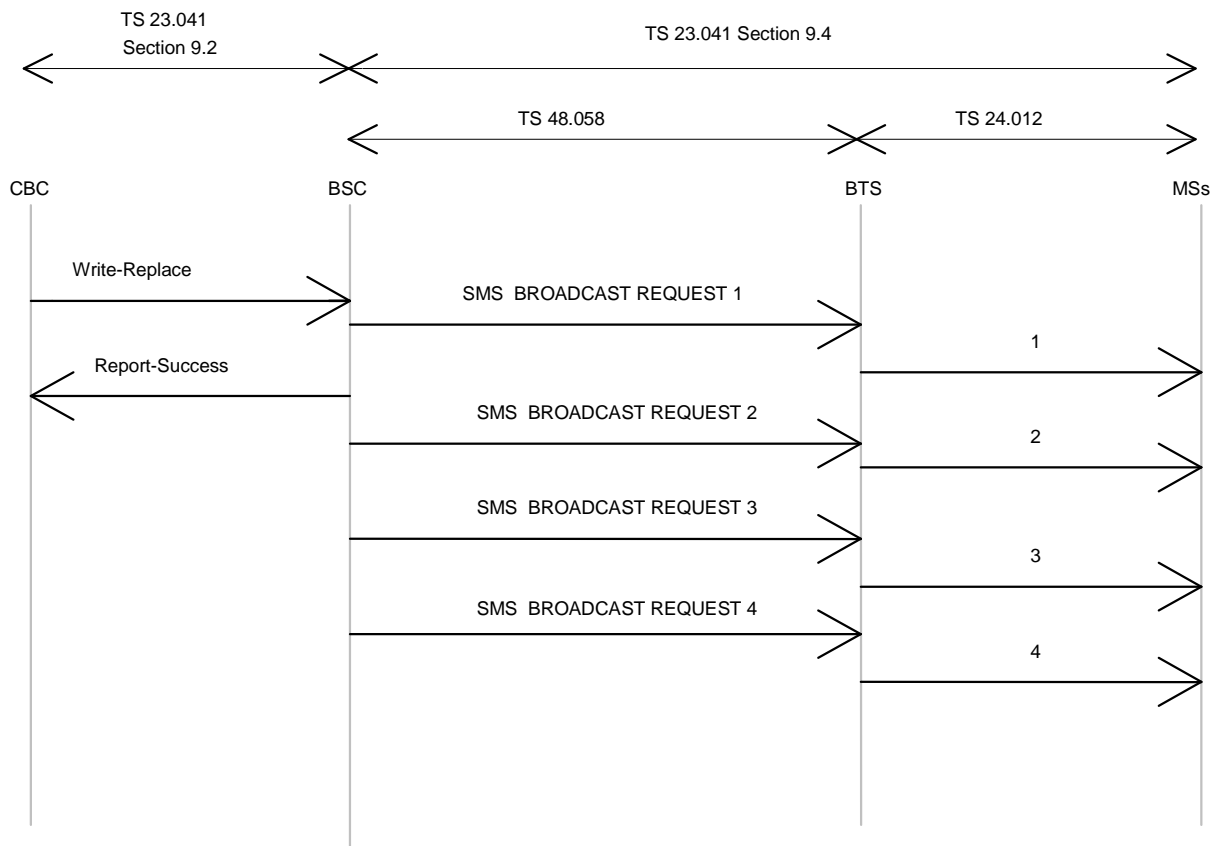 TS 23.041
Section 9.2
TS 23.041 Section 9.4
TS 48.058
TS 24.012
CBC
BSC
BTS
MSs
Write-Replace
SMS BROADCAST REQUEST 1
1
Report-Success
SMS BROADCAST REQUEST 2
2
SMS BROADCAST REQUEST 3
3
SMS BROADCAST REQUEST 4
4